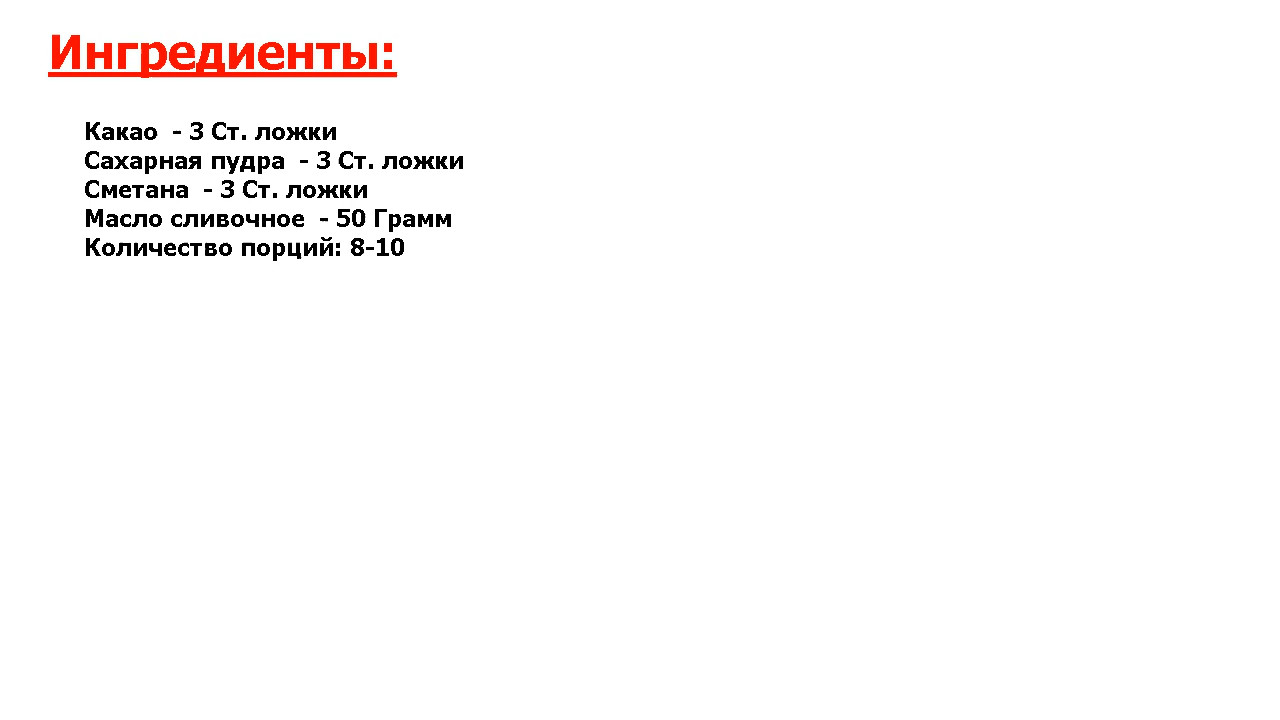 Ингредиенты:
Какао  - 3 Ст. ложки
Сахарная пудра  - 3 Ст. ложки
Сметана  - 3 Ст. ложки
Масло сливочное  - 50 Грамм
Количество порций: 8-10